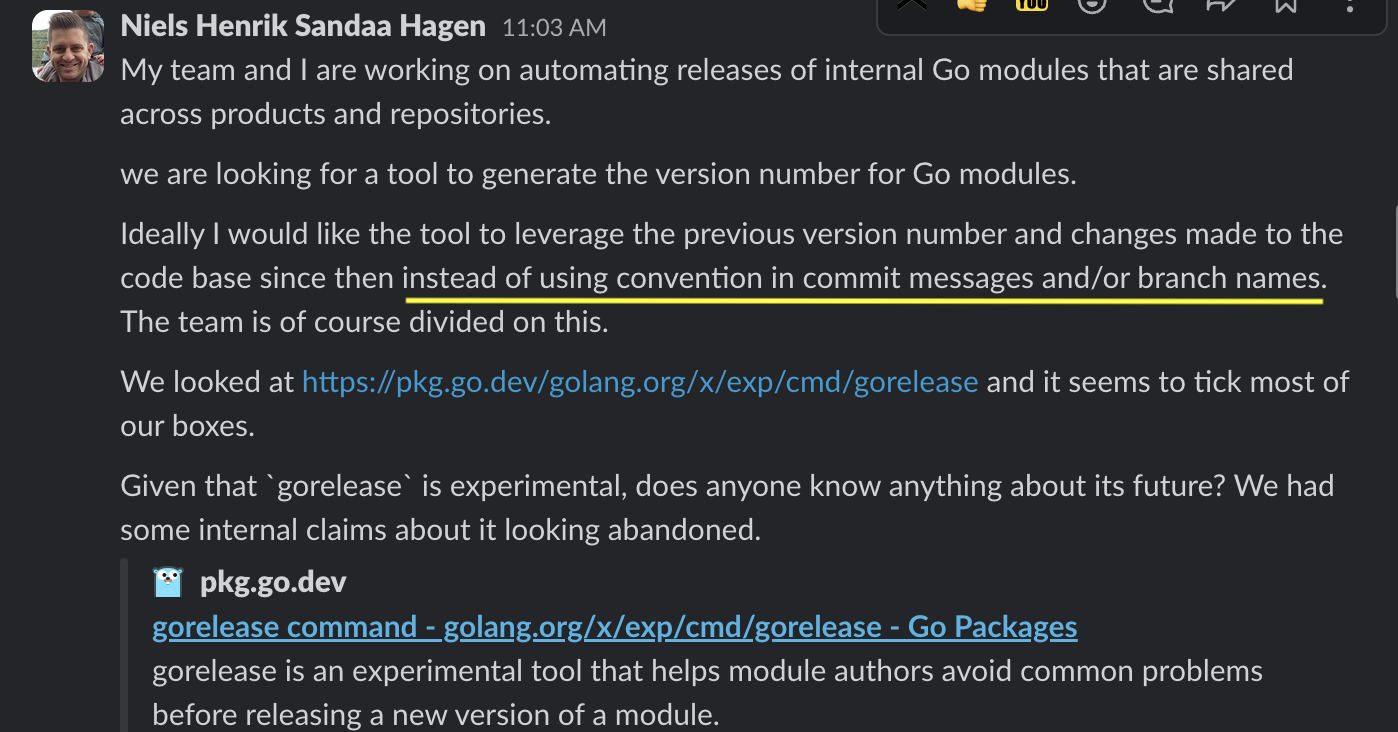 Niels Henrik Sandaa Hagen 11:03 AM
YOU
My team and I are working on automating releases of internal Go modules that are shared
across products and repositories.
we are looking for a tool to generate the version number for Go modules.
Ideally I would like the tool to leverage the previous version number and changes made to the
code base since then instead of using convention in commit messages and/or branch names.
The team is of course divided on this.
We looked at https://pkg.go.dev/golang.org/x/exp/cmd/gorelease and it seems to tick most of
our boxes.
Given that `gorelease` is experimental, does anyone know anything about its future? We had
some internal claims about it looking abandoned.
pkg.go.dev
gorelease command - golang.org/x/exp/cmd/gorelease - Go Packages
gorelease is an experimental tool that helps module authors avoid common problems
before releasing a new version of a module.